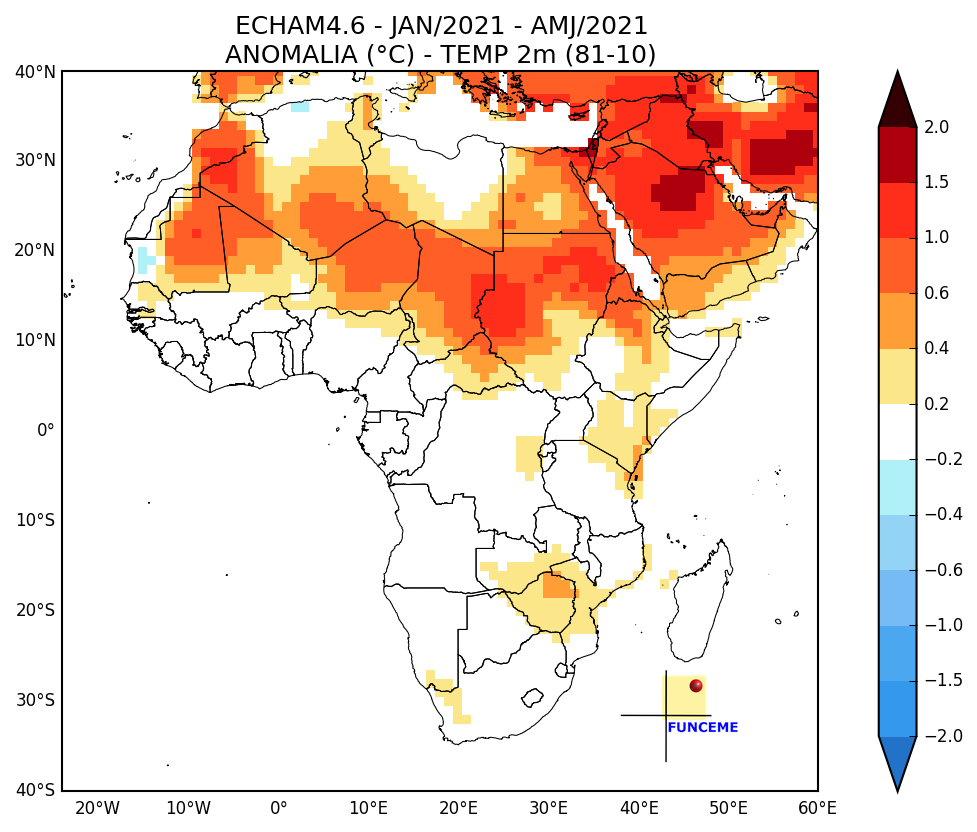 ECHAM4.6 - JAN/2021 - AMJ/2021
ANOMALIA (°C) - TEMP 2m (81-10)
40°N
30°N
20°N
10°N
0°
10°S
20°S
30°S
40°S
20°W
10°W
0°
10°E
20°E
30°E
40°E
50°E
60°E
2.0
1.5
1.0
0.6
0.4
0.2
−0.2
−0.4
−0.6
−1.0
−1.5
−2.0
FUNCEME